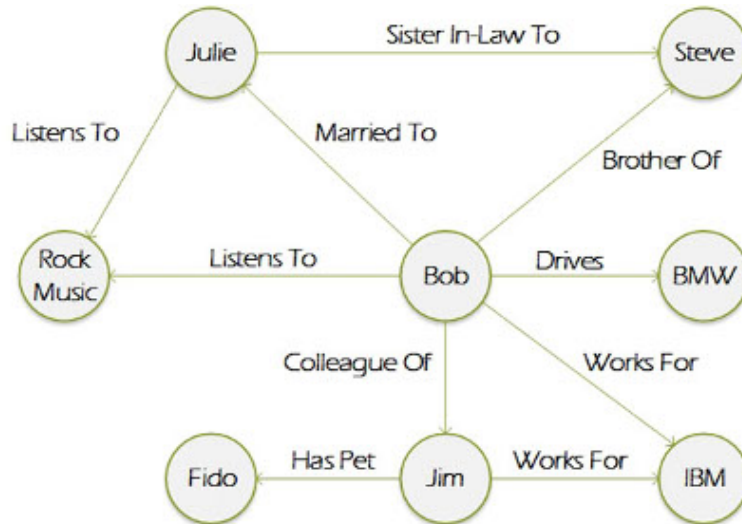 Sister In-Law To
Julie
Steve
Listens To
Married To
Brother Of
Rock
Music
Listens To
Bob
Drives
BMW
Colleague Of
Works For
Fido
Has Pet
Jim
Works For
IBM